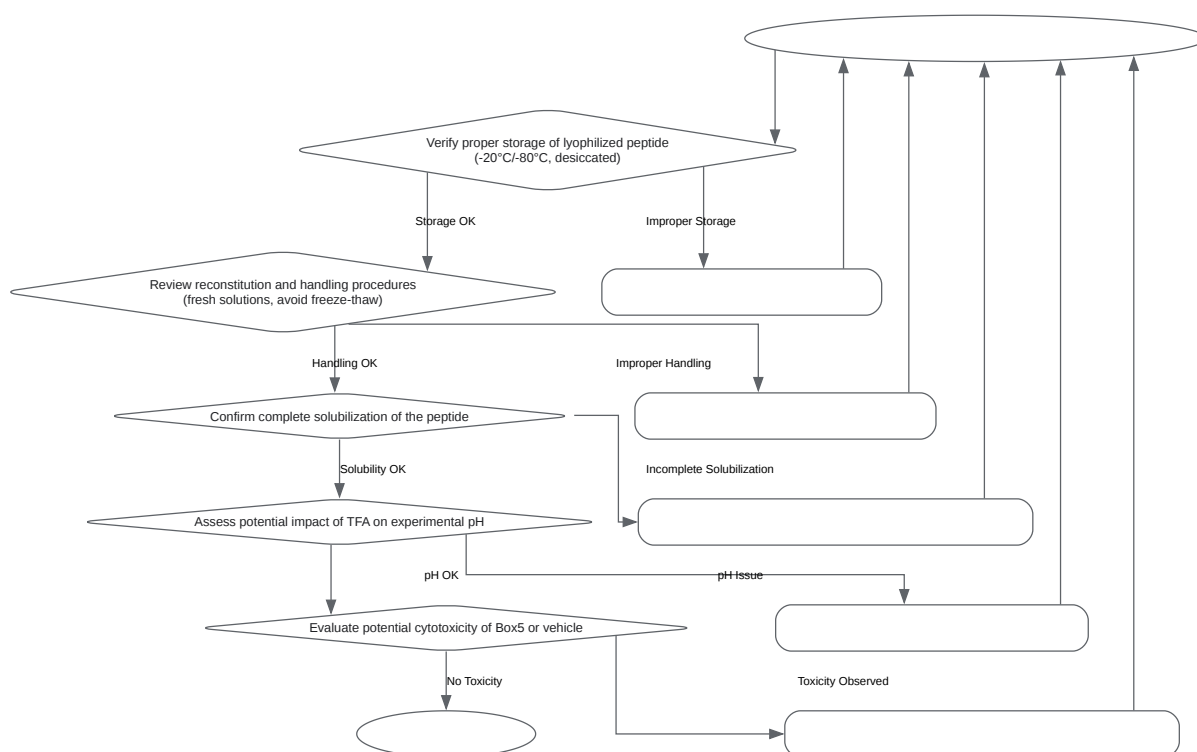 Verify proper storage of lyophilized peptide
(-20°C/-80°C, desiccated)
Storage OK
Improper Storage
Review reconstitution and handling procedures
(fresh solutions, avoid freeze-thaw)
Handling OK
Improper Handling
Confirm complete solubilization of the peptide
Solubility OK
Incomplete Solubilization
Assess potential impact of TFA on experimental pH
pH OK
pH Issue
Evaluate potential cytotoxicity of Box5 or vehicle
No Toxicity
Toxicity Observed